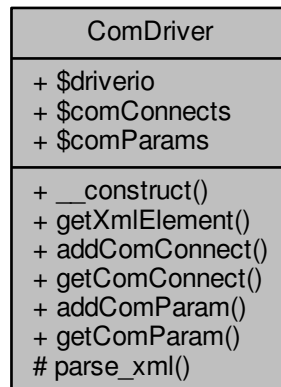 ComDriver
+ $driverio
+ $comConnects
+ $comParams
+ __construct()
+ getXmlElement()
+ addComConnect()
+ getComConnect()
+ addComParam()
+ getComParam()
# parse_xml()